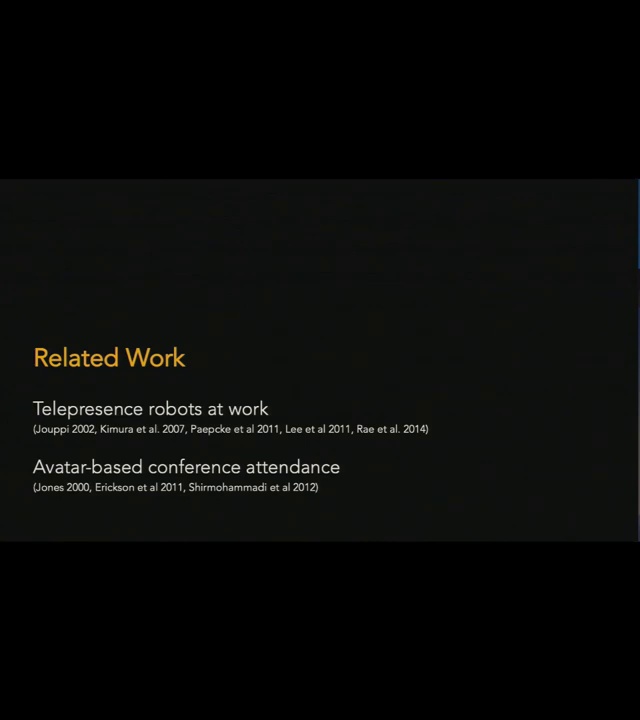 Related Work
Telepresence robots at work
(Jouppi 2002, Kimura et al. 2007, Paepcke et al 2011, Lee et al 2011, Rae et al. 2014)
Avatar-based conference attendance
(Jones 2000, Erickson et al 2011, Shirmohammadi et al 2012)